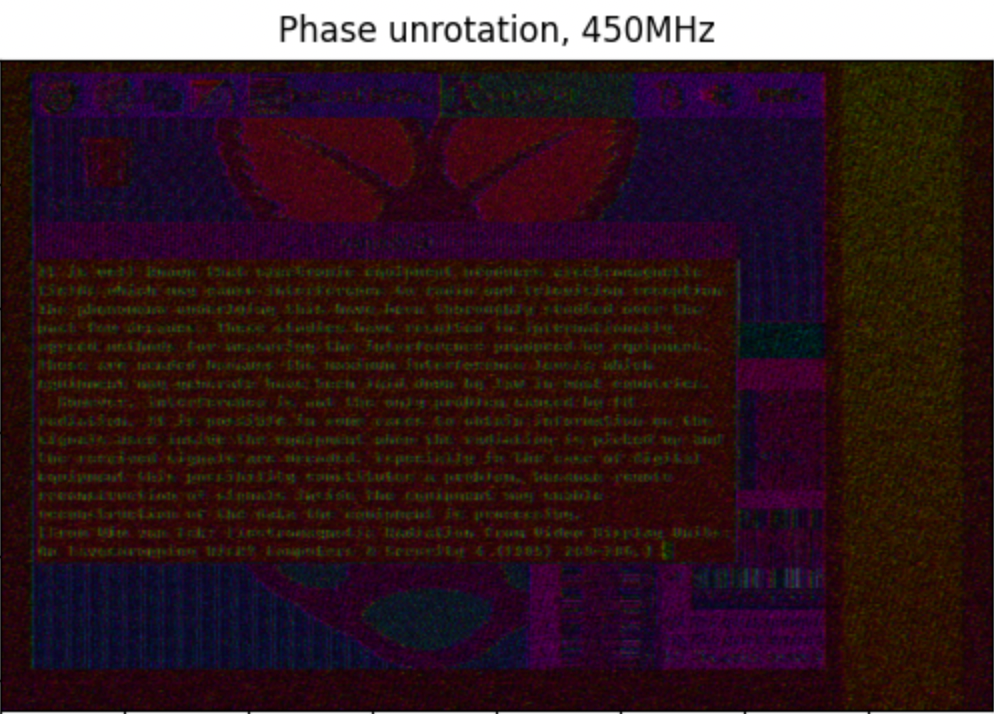 Phase unrotation, 450MHz
It is well known that electronic equipment produces electromagnetic
fields which may cause interference to radio and television reception.
The phenomena underlying this have been thoroughly studied over the
past few decades. These studies have resulted in internationally
agreed methods for measuring the interference produced by equipment.
These are needed because the maximum interference levels which
equipment may generate have been laid down by law in most countries.
However, interference is not the only problem caused by EM
radiation. It is possible in some cases to obtain information on the
signals used inside the equipment when the radiation is picked up and
the received signals are decoded. Especially in the case of digital
equipment this possibility constitutes a problem, because remote
reconstruction of signals inside the equipment may enable
reconstruction of the data the equipment is processing.
[From Wim van Eck: Electromagnetic Radiation from Video Display Units:
An Eavesdropping Risk? Computers & Security 4 (1985) 269-286.]